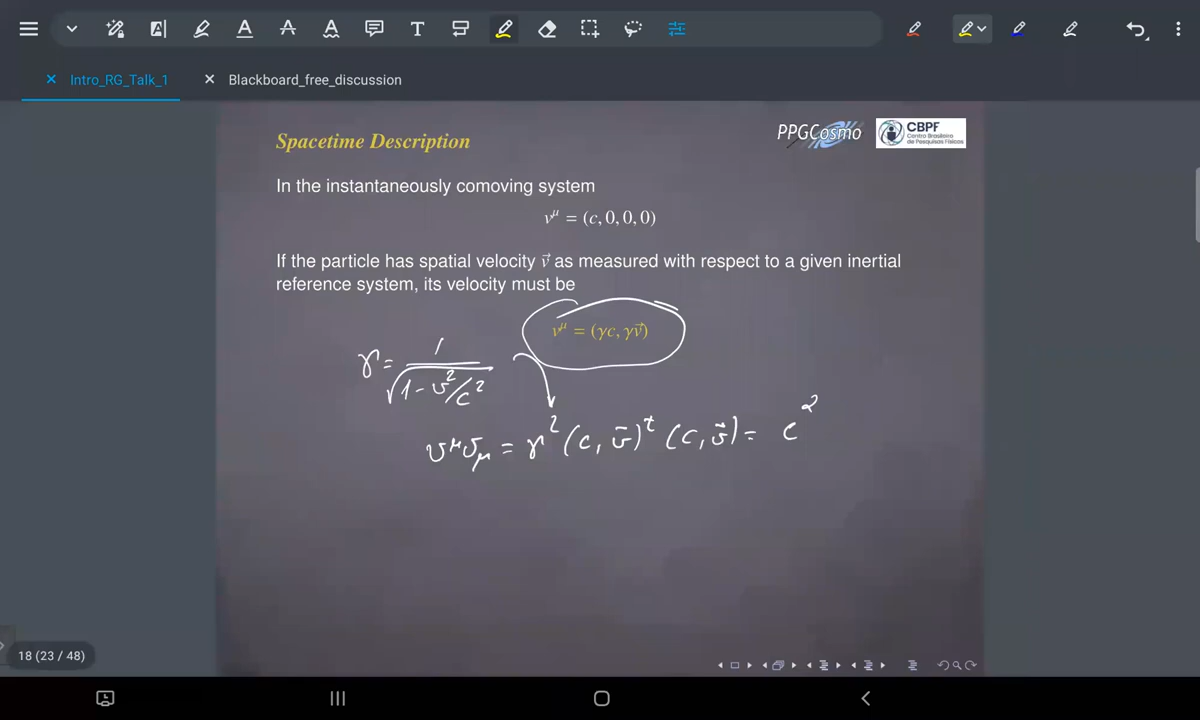 Intro_RG_Talk_1
Blackboard_free_discussion
Spacetime Description
PPGCosmo
CBPF
Centro Brasileiro
de Pesquisas Físicas
In the instantaneously comoving system
v^μ = (c, 0, 0, 0)
If the particle has spatial velocity v⃗ as measured with respect to a given inertial
reference system, its velocity must be
v^μ = (γc, γv⃗)
γ = 1/√(1 - v²/c²)
v^μ v_μ = γ² (c, v⃗)^t (c, v⃗) = c²
18 (23 / 48)